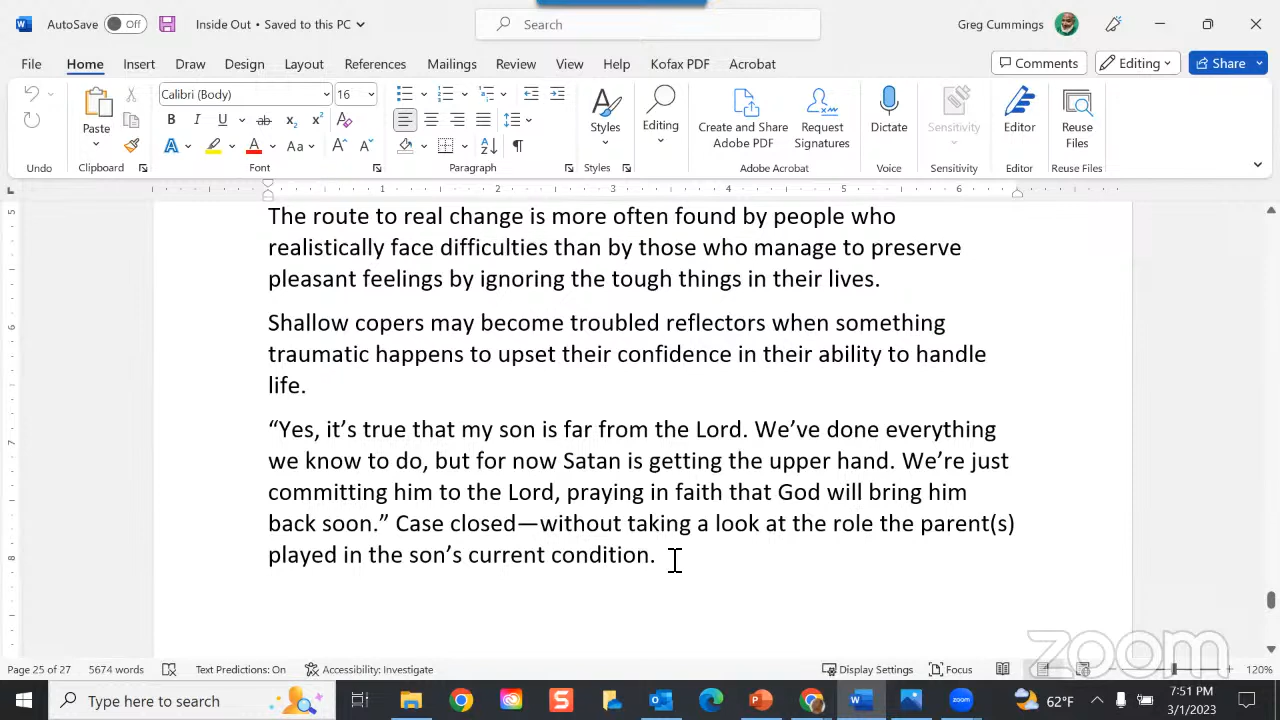 AutoSave Off Inside Out • Saved to this PC Search Greg Cummings
File Home Insert Draw Design Layout References Mailings Review View Help Kofax PDF Acrobat Comments Editing Share
Calibri (Body) 16
Paste Styles Editing Create and Share Adobe PDF Request Signatures Dictate Sensitivity Editor Reuse Files
Undo Clipboard Font Paragraph Styles Adobe Acrobat Voice Sensitivity Editor Reuse Files
1 2 3 4 5 6
The route to real change is more often found by people who
realistically face difficulties than by those who manage to preserve
pleasant feelings by ignoring the tough things in their lives.
Shallow copers may become troubled reflectors when something
traumatic happens to upset their confidence in their ability to handle
life.
“Yes, it’s true that my son is far from the Lord. We’ve done everything
we know to do, but for now Satan is getting the upper hand. We’re just
committing him to the Lord, praying in faith that God will bring him
back soon.” Case closed—without taking a look at the role the parent(s)
played in the son’s current condition.
zoom
Page 25 of 27 5674 words Text Predictions: On Accessibility: Investigate Display Settings Focus 120%
Type here to search 62°F 7:51 PM
3/1/2023